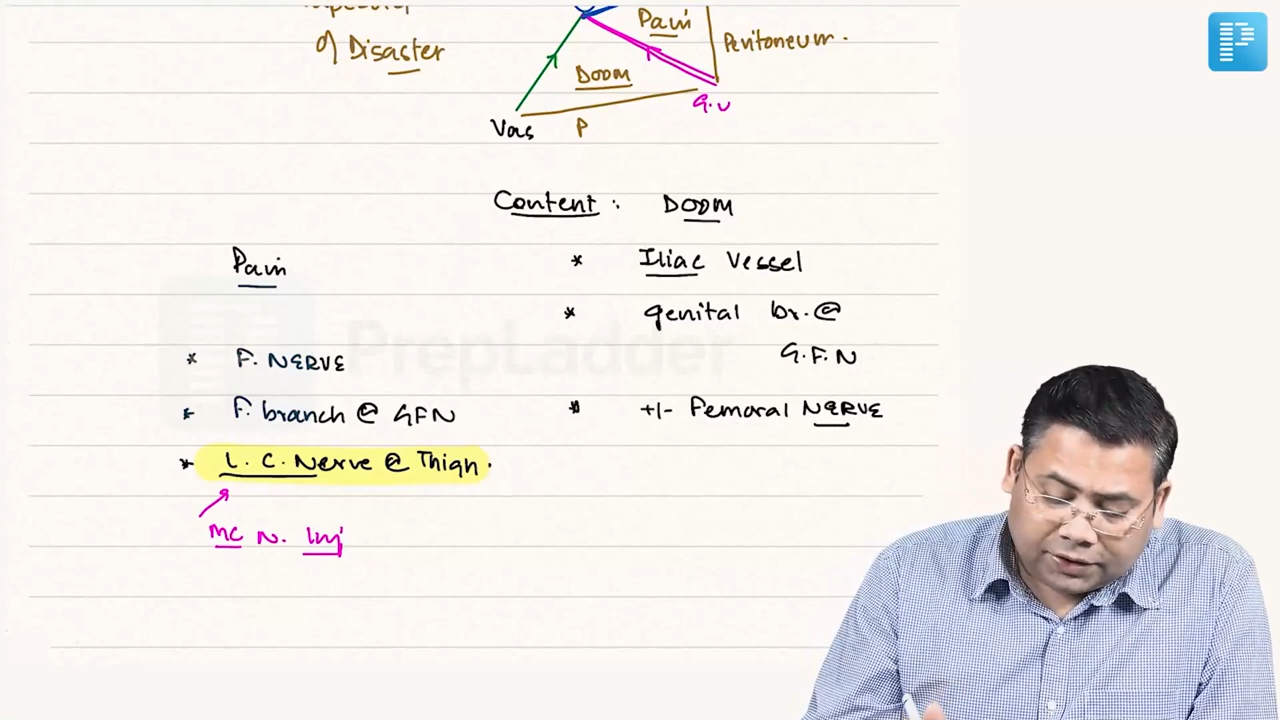 of Disaster
Pain
Peritoneum.
Doom
G.V
Vas
P
Content : DOOM
Pain
* Iliac Vessel
* genital br. @
G.F.N
* F. NERVE
* F. branch @ GFN
* +/- Femoral NERVE
* L. C. Nerve @ Thigh.
MC N. Inj
PrepLadder